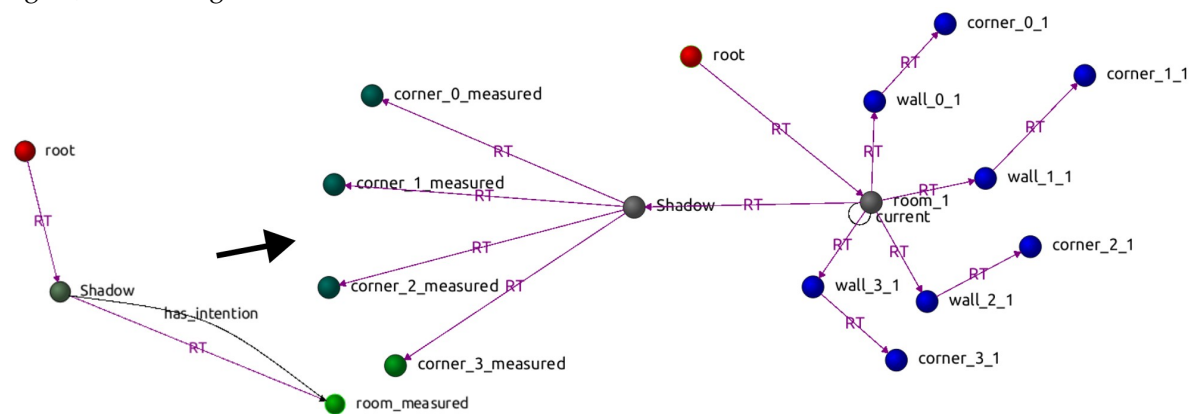 corner_0_1
root
corner_1_1
RT
corner_0_measured
wall_0_1
RT
RT
root
RT
RT
corner_1_measured
RT
wall_1_1
RT
RT
Shadow
RT
room_1
current
RT
RT
RT
corner_2_1
RT
Shadow
corner_2_measured
RT
wall_3_1
wall_2_1
has_intention
RT
RT
corner_3_measured
corner_3_1
room_measured